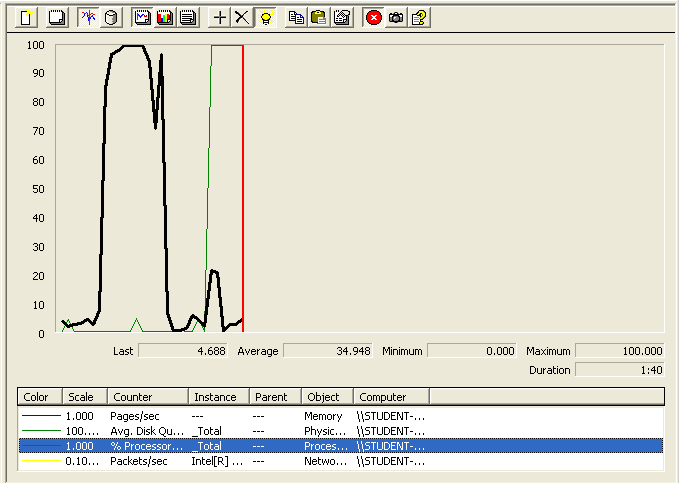 100
90
80
70
60
50
40
30
20
10
0
Last 4.688 Average 34.948 Minimum 0.000 Maximum 100.000
Duration 1:40
Color Scale Counter Instance Parent Object Computer
1.000 Pages/sec --- --- Memory \\STUDENT-...
100.... Avg. Disk Qu... _Total --- Physic... \\STUDENT-...
1.000 % Processor... _Total --- Proces... \\STUDENT-...
0.10... Packets/sec Intel[R] ... --- Netwo... \\STUDENT-...